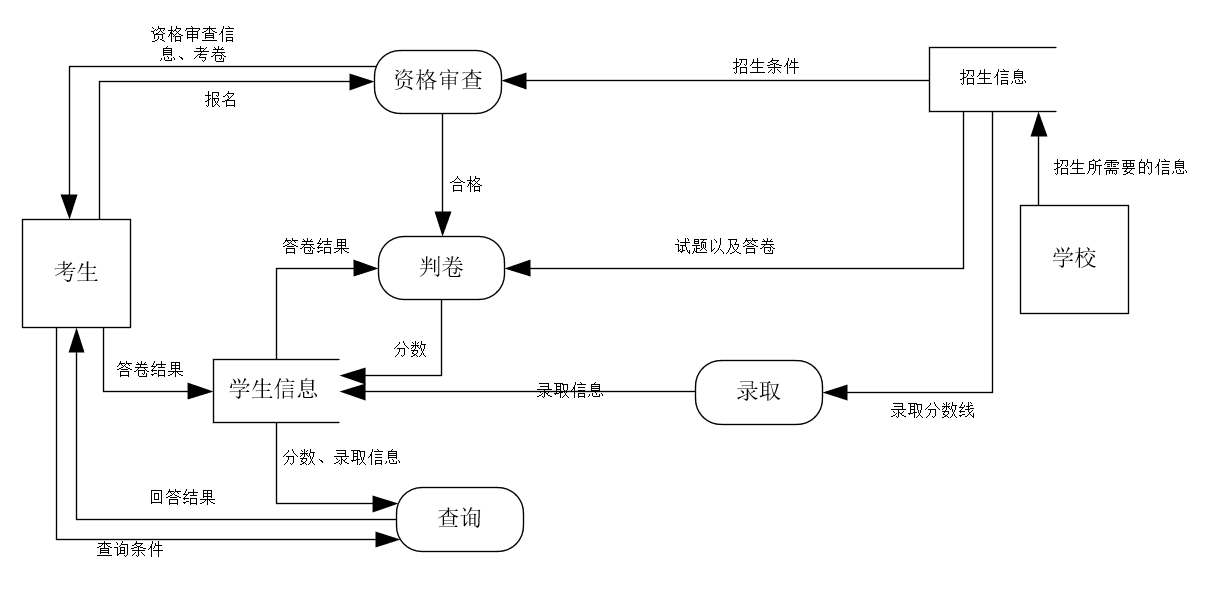 资格审查信
息、考卷
资格审查
招生条件
招生信息
报名
招生所需要的信息
合格
考生
答卷结果
判卷
试题以及答卷
学校
分数
答卷结果
学生信息
录取信息
录取
录取分数线
分数、录取信息
回答结果
查询
查询条件